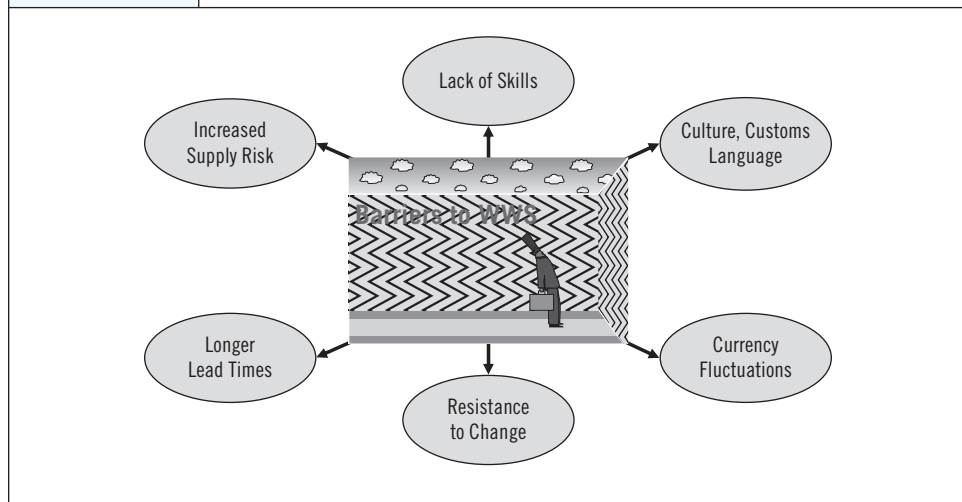 Lack of Skills
Increased
Supply Risk
Culture, Customs
Language
Barriers to WWS
Longer
Lead Times
Currency
Fluctuations
Resistance
to Change